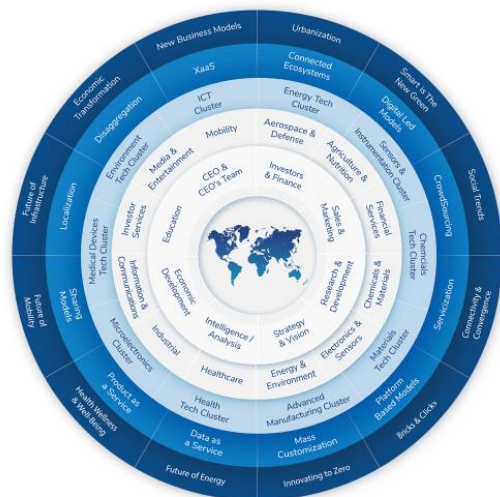 New Business Models
Urbanization
Smart is The
New Green
Social Trends
Connectivity &
Convergence
Bricks & Clicks
Innovating to Zero
Future of Energy
Health Wellness
& Well-Being
Future of
Mobility
Future of
Infrastructure
Economic
Transformation
XaaS
Connected
Ecosystems
Digital Led
Models
CrowdSourcing
Servicization
Platform
Based Models
Mass
Customization
Data as
a Service
Product as
a Service
Sharing
Models
Localization
Disaggregation
ICT
Cluster
Energy Tech
Cluster
Sensors &
Instrumentation Cluster
Chemcials
Tech Cluster
Materials
Tech Cluster
Advanced
Manufacturing Cluster
Health
Tech Cluster
Microelectronics
Cluster
Medical Devices
Tech Cluster
Environment
Tech Cluster
Mobility
Aerospace &
Defense
Agriculture &
Nutrition
Financial
Services
Chemicals &
Materials
Electronics &
Sensors
Energy &
Environment
Healthcare
Industrial
Information &
Communications
Investor
Services
Media &
Entertainment
CEO &
CEO's Team
Investors
& Finance
Sales &
Marketing
Research &
Development
Strategy
& Vision
Intelligence /
Analysis
Economic
Development
Education